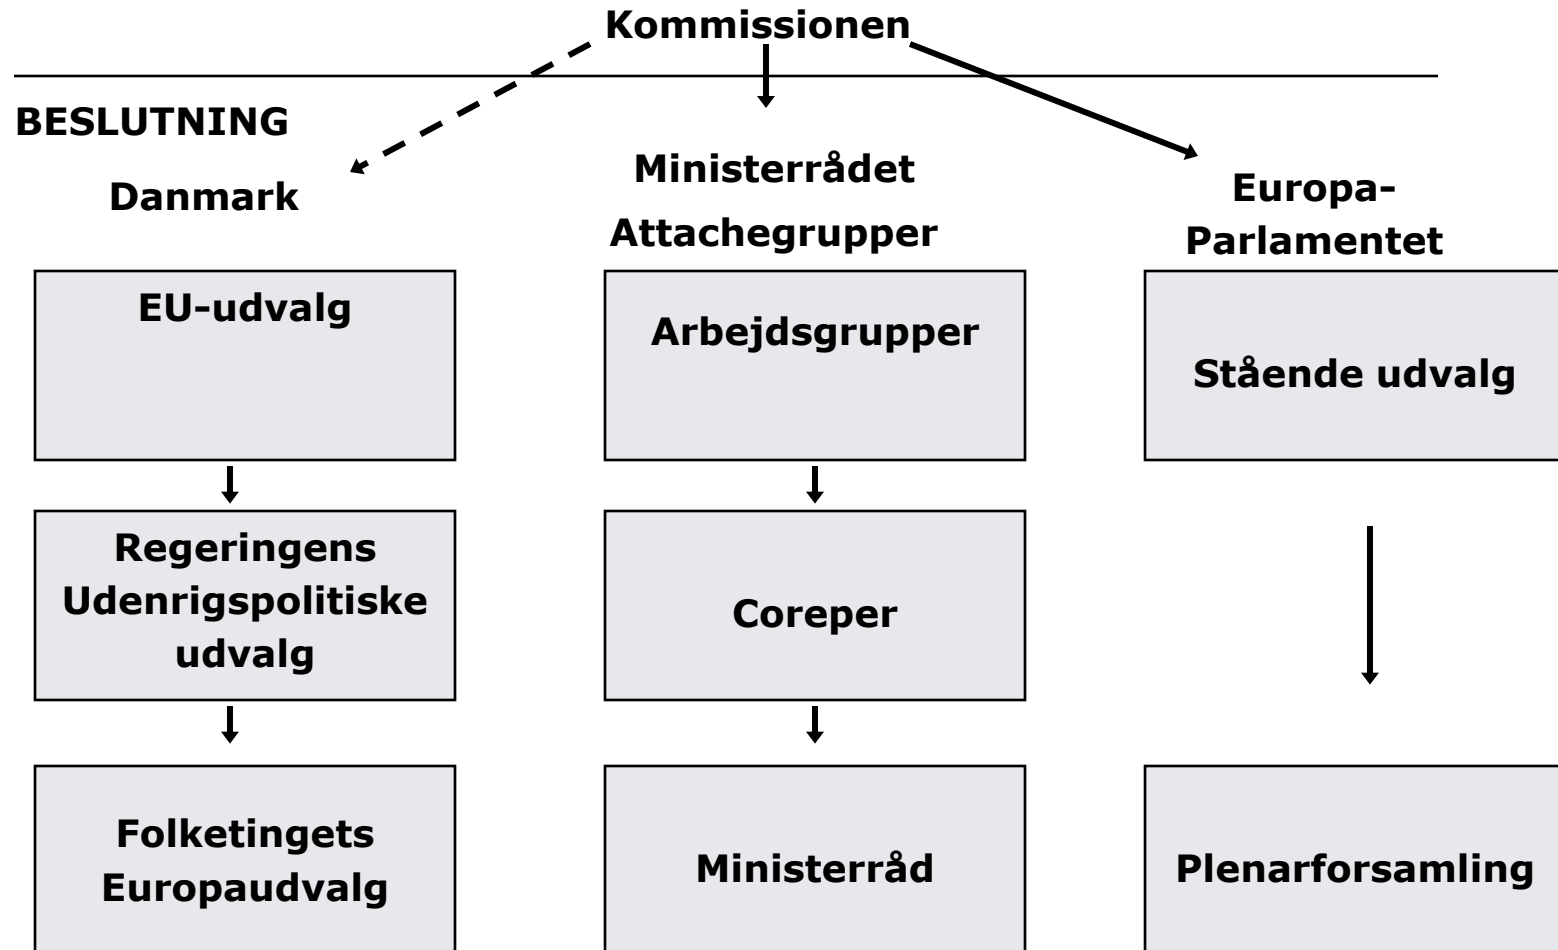 Kommissionen
BESLUTNING
Danmark
EU-udvalg
Regeringens
Udenrigspolitiske
udvalg
Folketingets
Europaudvalg
Ministerrådet
Attachegrupper
Arbejdsgrupper
Coreper
Ministerråd
Europa-
Parlamentet
Stående udvalg
Plenarforsamling